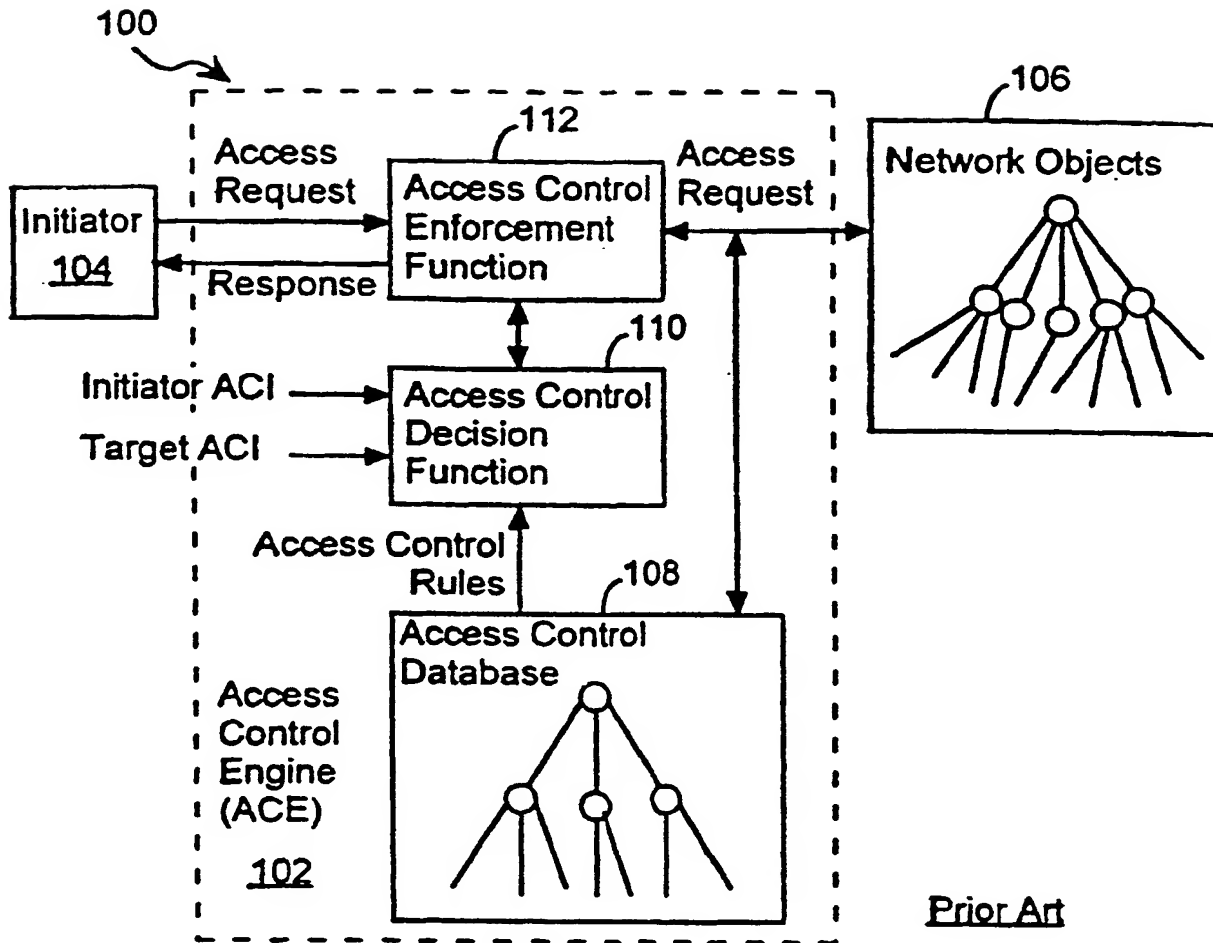 100
106
112
Access
Request
Access
Request
Network Objects
Initiator
104
Access Control
Enforcement
Function
Response
110
Initiator ACI
Target ACI
Access Control
Decision
Function
Access Control
Rules
108
Access Control
Database
Access
Control
Engine
(ACE)
102
Prior Art